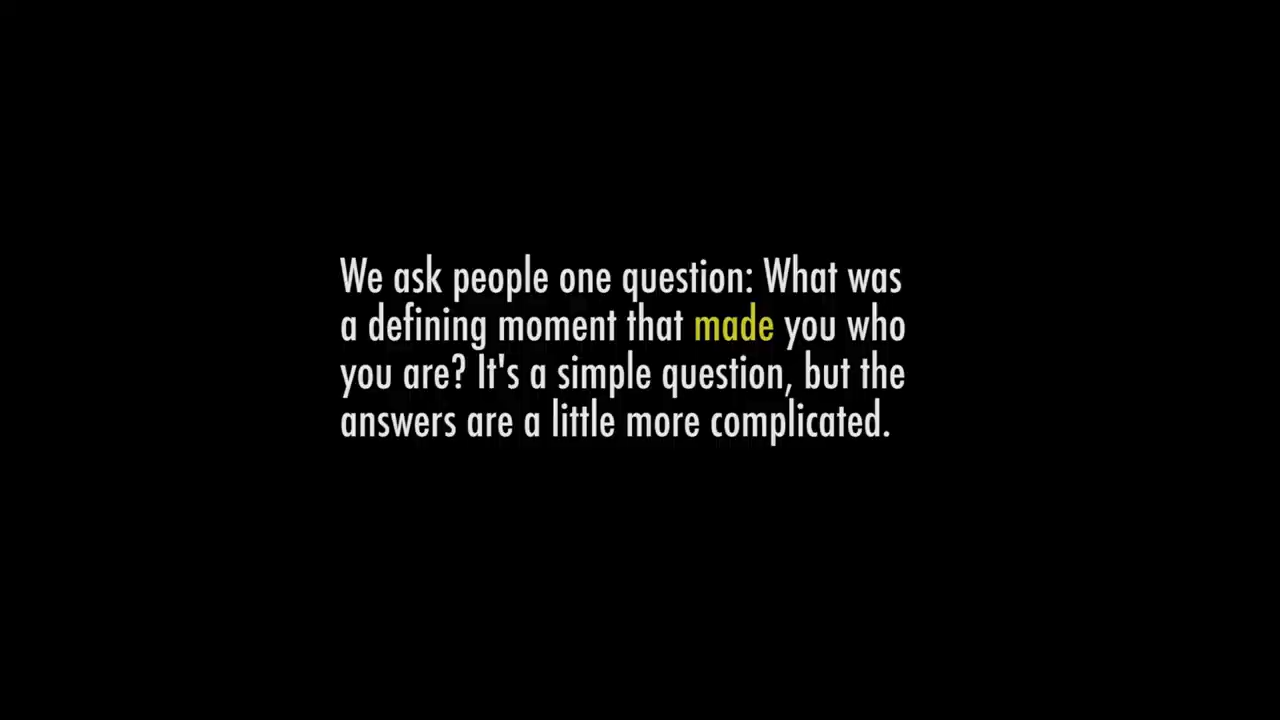 We ask people one question: What was
a defining moment that made you who
you are? It's a simple question, but the
answers are a little more complicated.